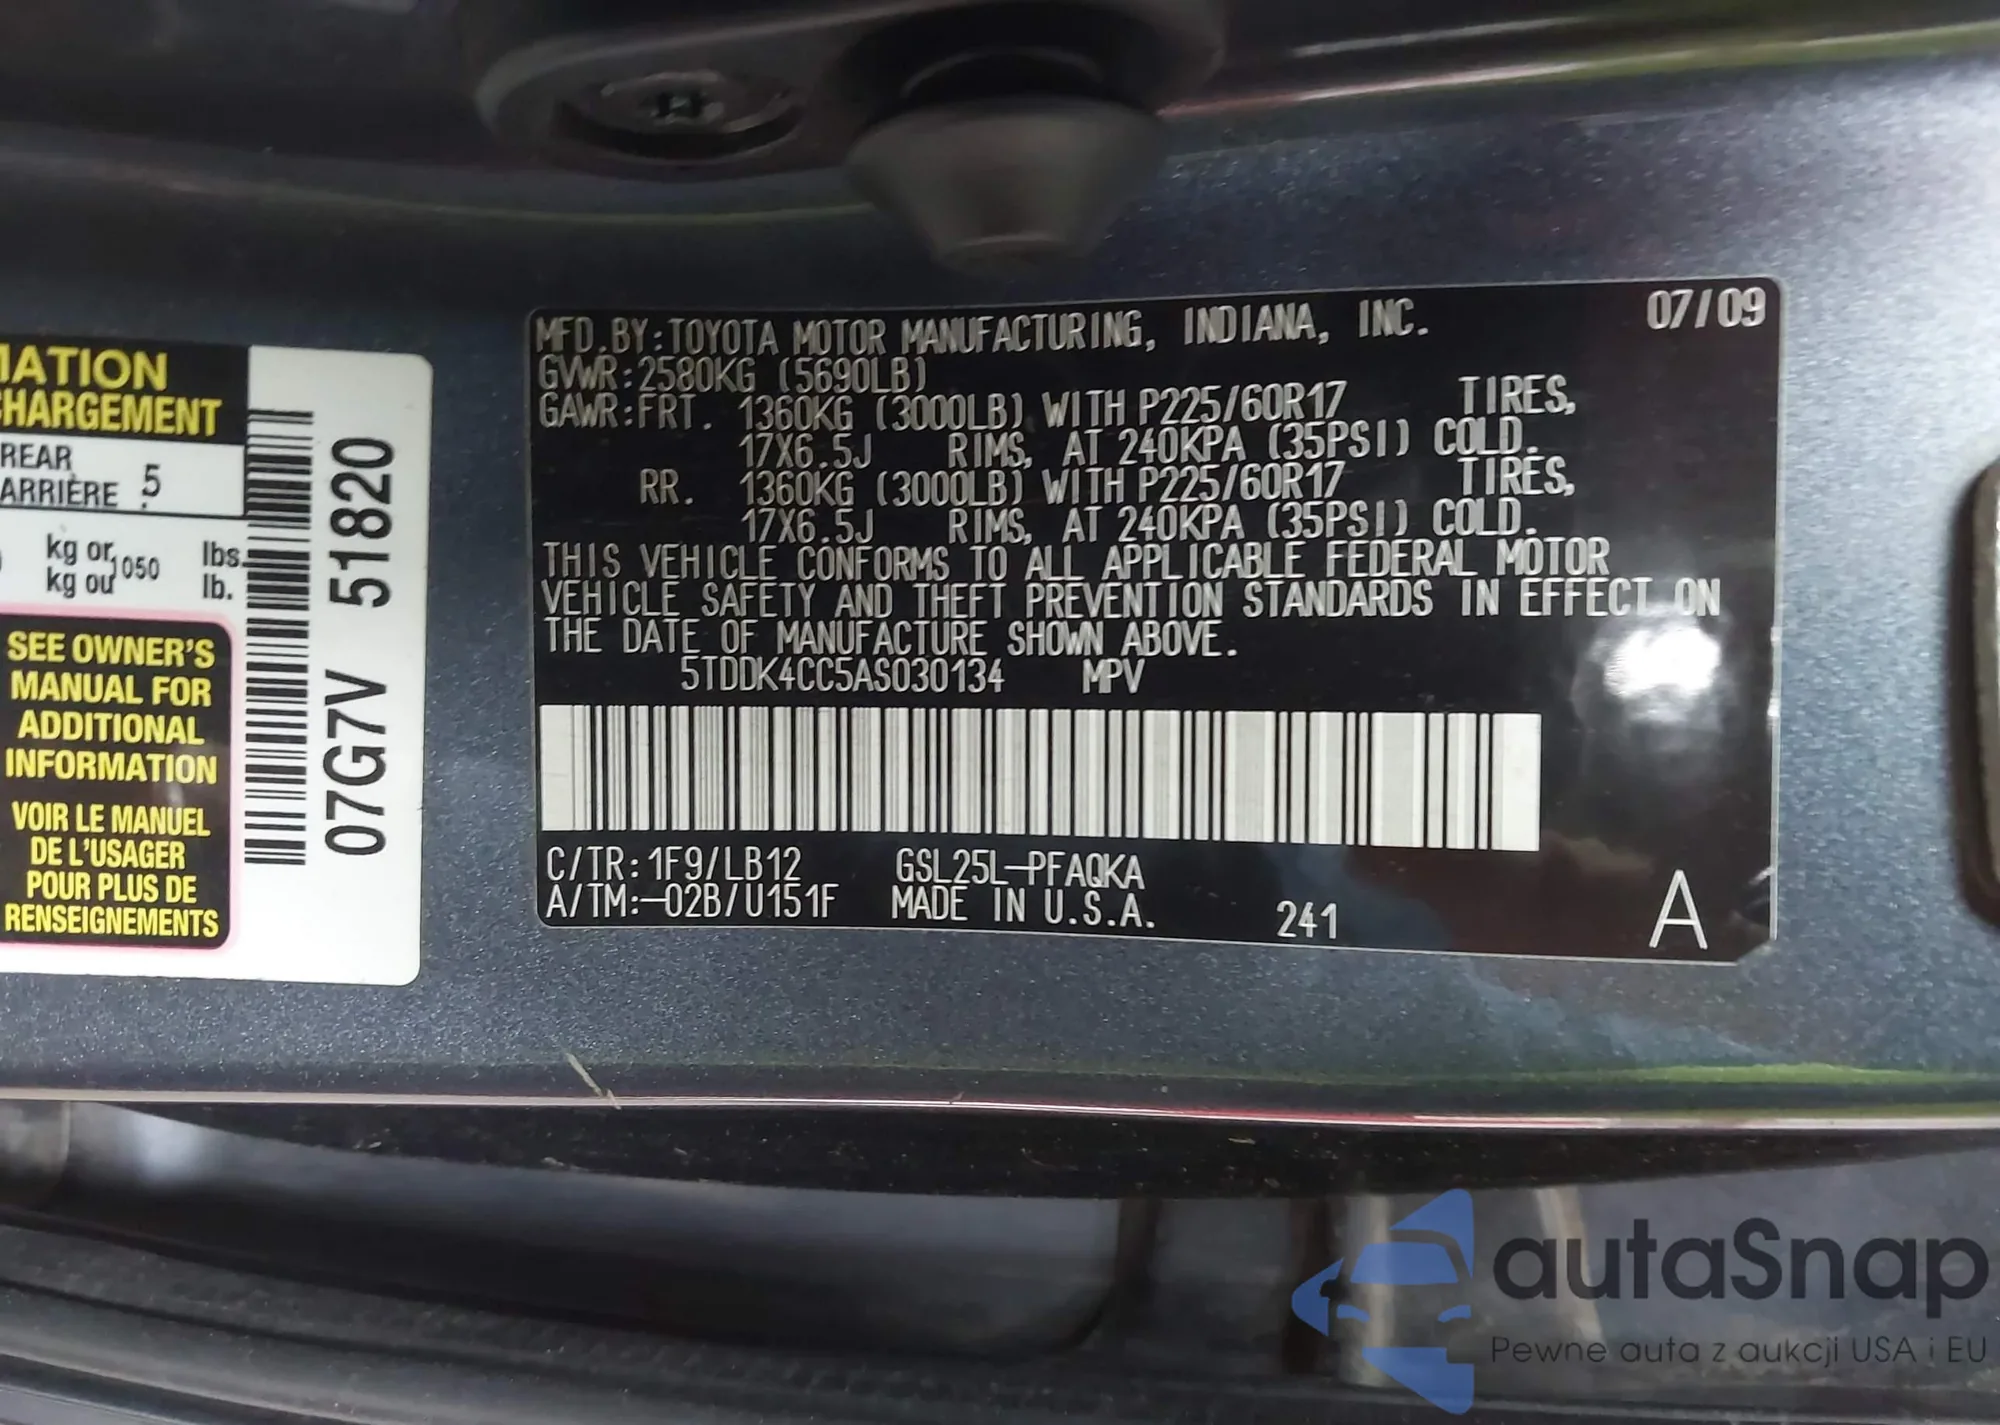 MATION
CHARGEMENT
REAR
ARRIÈRE : 5
kg or 1050 lbs.
kg ou lb.
SEE OWNER'S
MANUAL FOR
ADDITIONAL
INFORMATION
VOIR LE MANUEL
DE L'USAGER
POUR PLUS DE
RENSEIGNEMENTS
07G7V 51820
07/09
MFD.BY:TOYOTA MOTOR MANUFACTURING, INDIANA, INC.
GVWR:2580KG (5690LB)
GAWR:FRT. 1360KG (3000LB) WITH P225/60R17 TIRES,
17X6.5J RIMS, AT 240KPA (35PSI) COLD.
RR. 1360KG (3000LB) WITH P225/60R17 TIRES,
17X6.5J RIMS, AT 240KPA (35PSI) COLD.
THIS VEHICLE CONFORMS TO ALL APPLICABLE FEDERAL MOTOR
VEHICLE SAFETY AND THEFT PREVENTION STANDARDS IN EFFECT ON
THE DATE OF MANUFACTURE SHOWN ABOVE.
5TDDK4CC5AS030134 MPV
C/TR:1F9/LB12 GSL25L-PFAQKA
A/TM:-02B/U151F MADE IN U.S.A. 241 A
autaSnap
Pewne auta z aukcji USA i EU